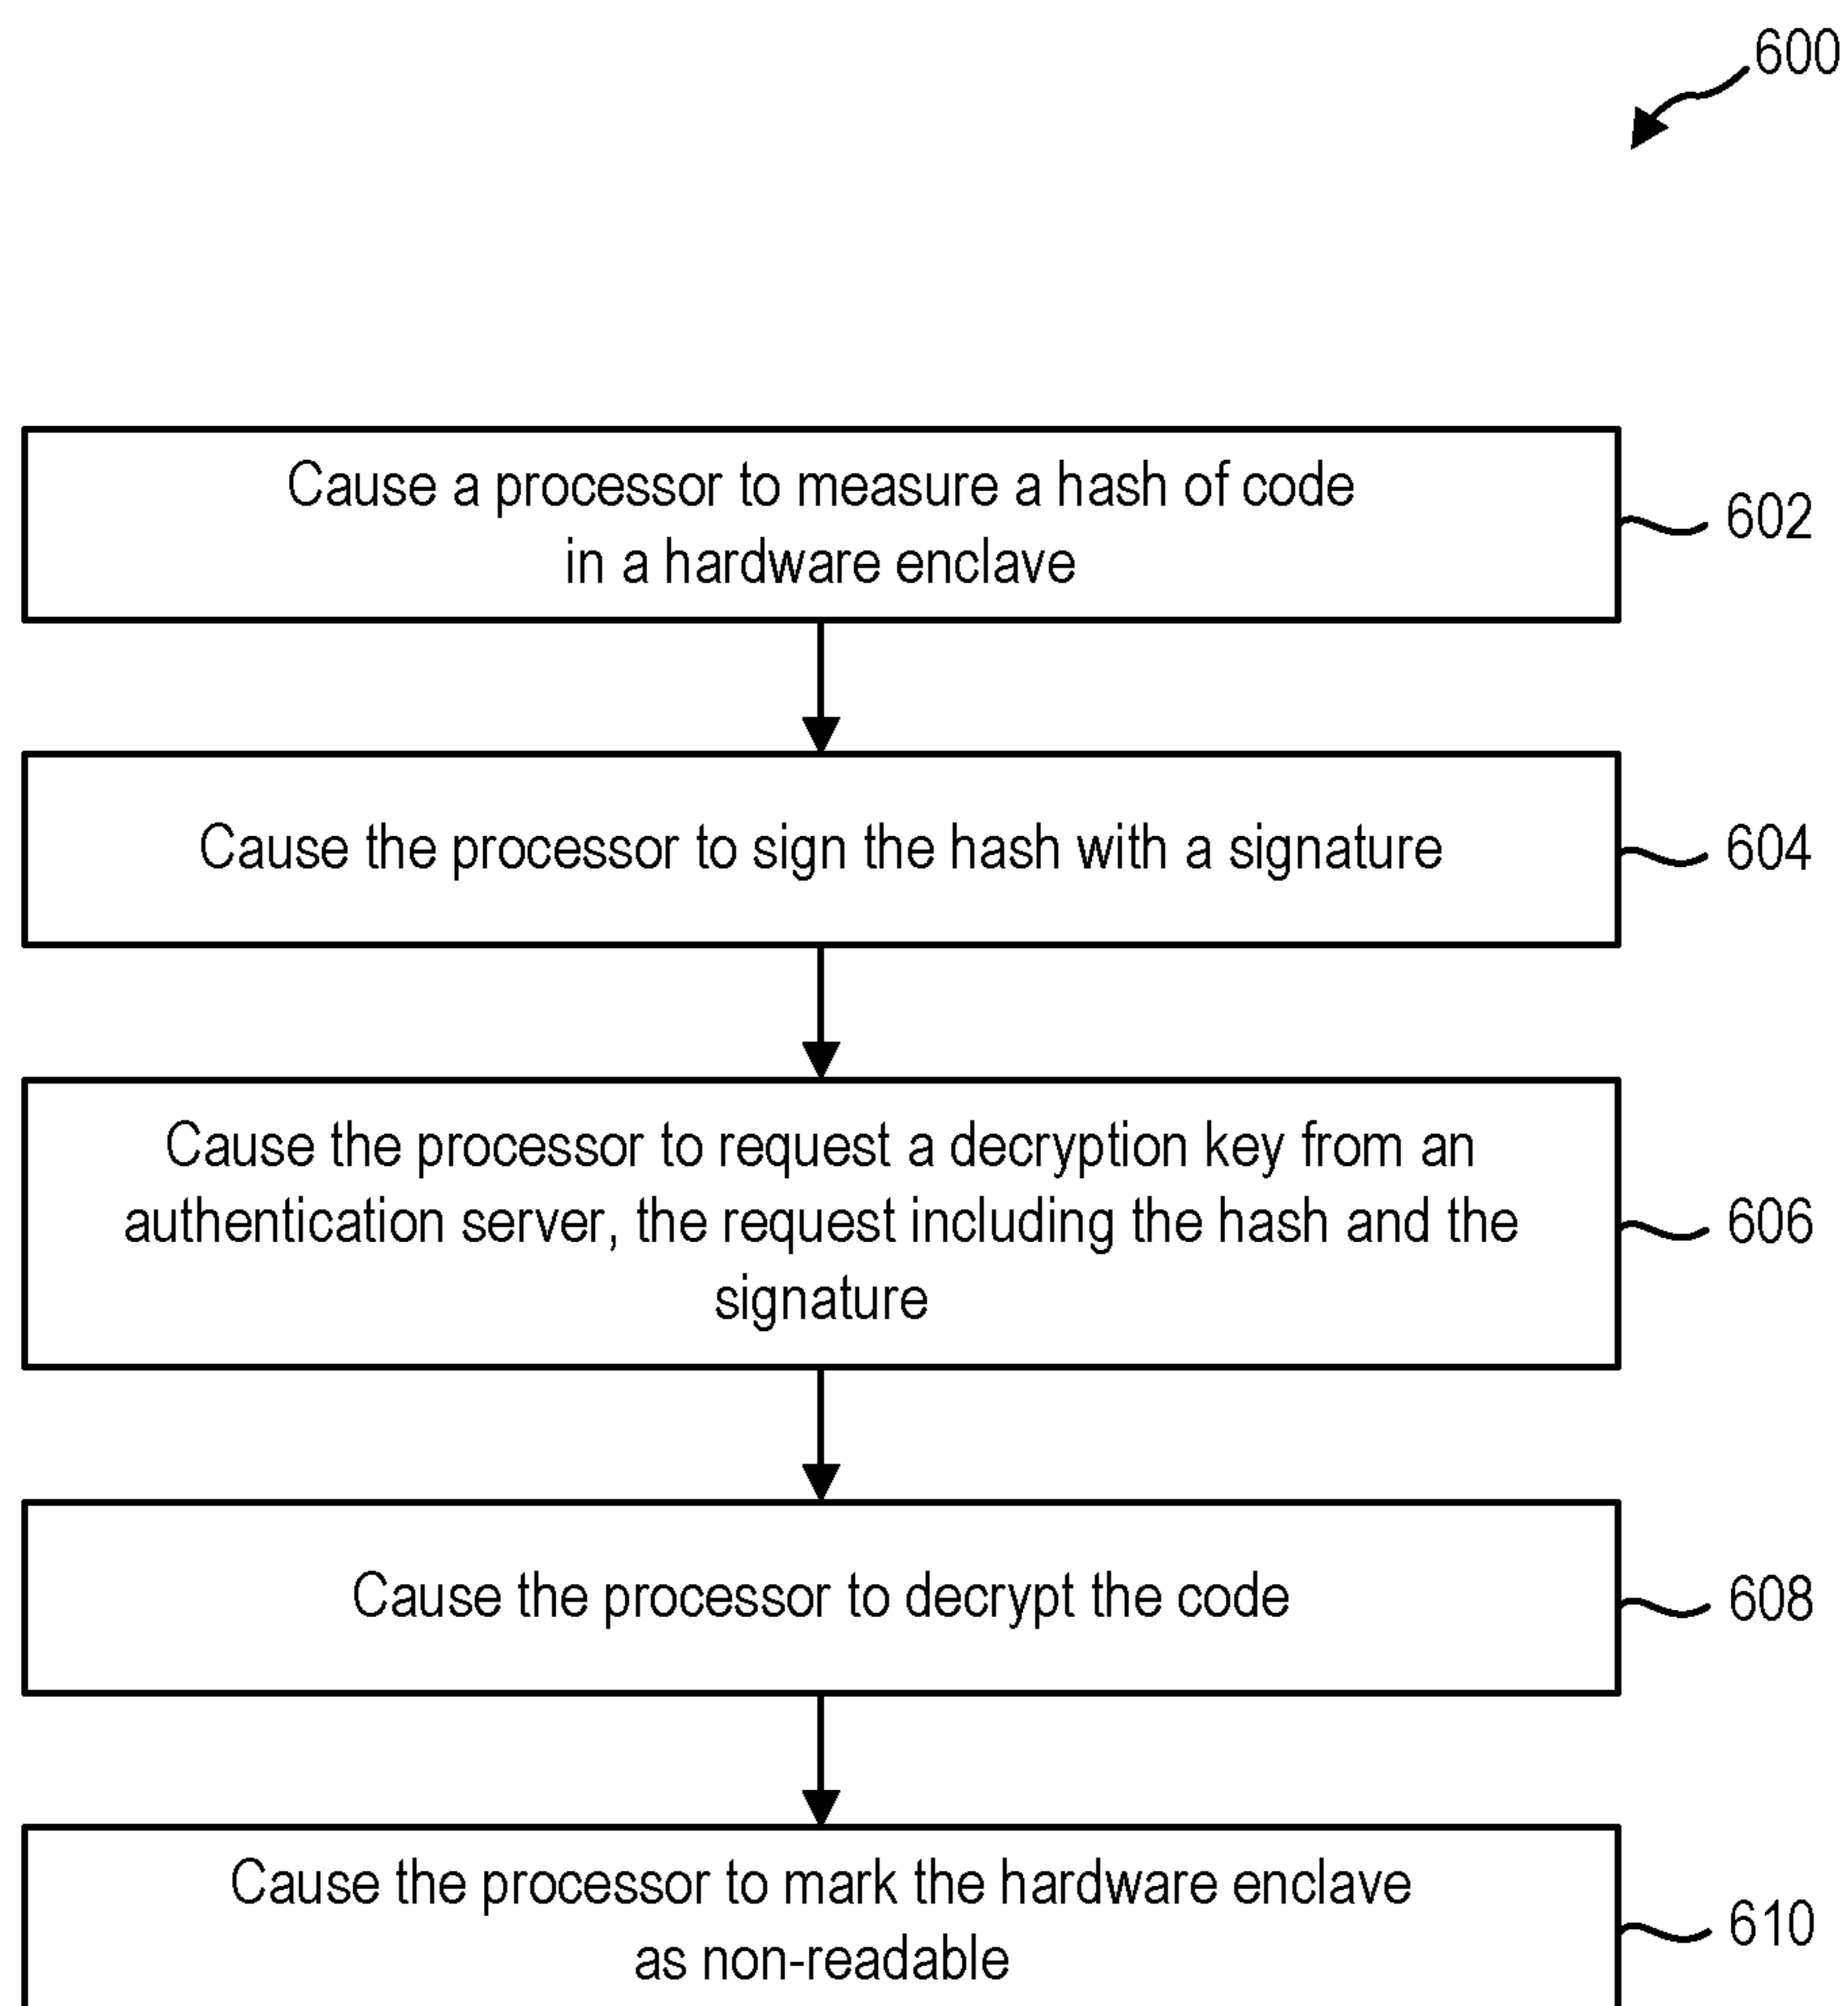 600
Cause a processor to measure a hash of code
in a hardware enclave
602
Cause the processor to sign the hash with a signature
604
Cause the processor to request a decryption key from an
authentication server, the request including the hash and the
signature
606
Cause the processor to decrypt the code
608
Cause the processor to mark the hardware enclave
as non-readable
610